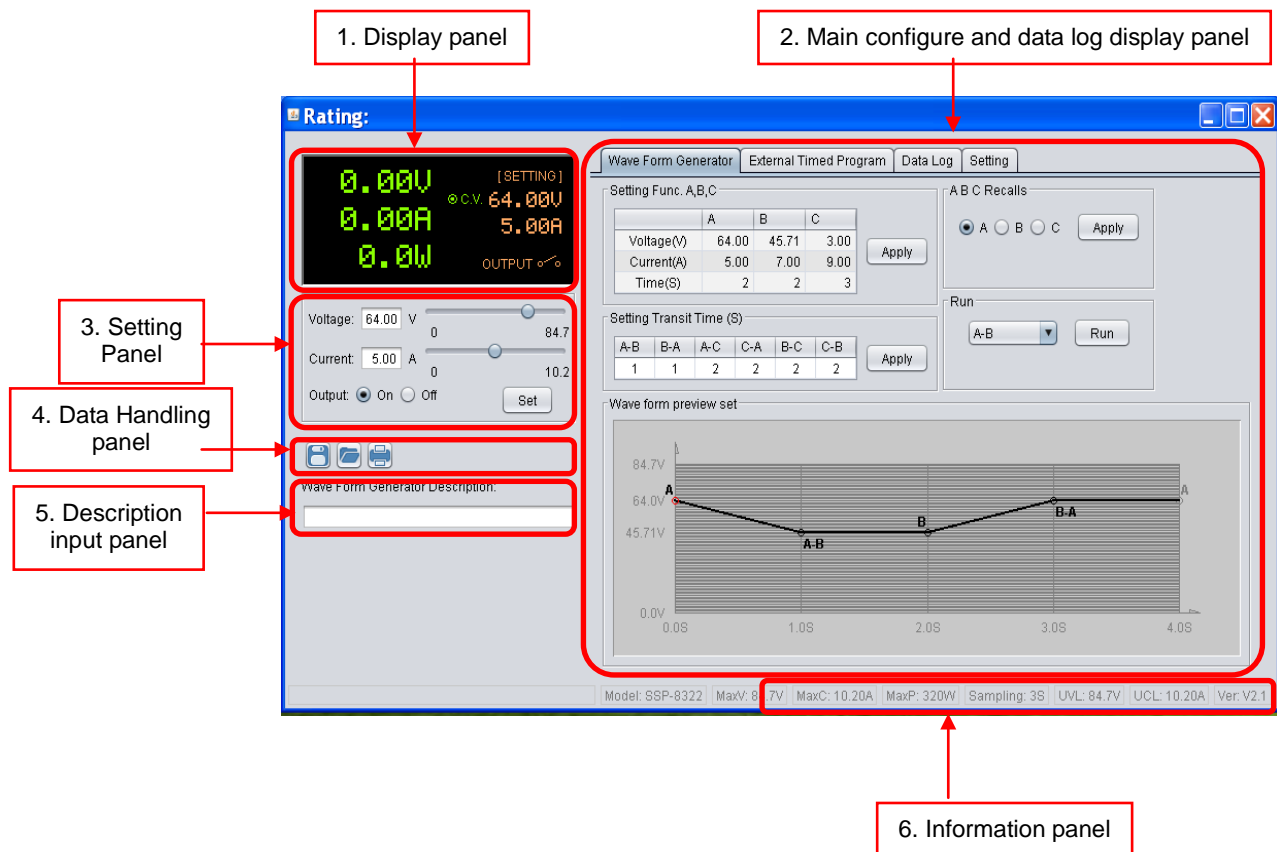 1. Display panel
2. Main configure and data log display panel
Rating:
0.00V
[SETTING]
C.V. 64.00V
0.00A
5.00A
0.0W
OUTPUT
3. Setting
Panel
Voltage: 64.00 V
0 84.7
Current: 5.00 A
0 10.2
Output: On Off
Set
4. Data Handling
panel
Wave Form Generator Description:
5. Description
input panel
Wave Form Generator External Timed Program Data Log Setting
Setting Func. A,B,C
A B C
Voltage(V) 64.00 45.71 3.00
Current(A) 5.00 7.00 9.00
Time(S) 2 2 3
Apply
A B C Recalls
A B C Apply
Setting Transit Time (S)
A-B B-A A-C C-A B-C C-B
1 1 2 2 2 2
Apply
Run
A-B Run
Wave form preview set
84.7V
64.0V
45.71V
0.0V
A
A-B
B
B-A
A
0.0S 1.0S 2.0S 3.0S 4.0S
Model: SSP-8322 MaxV: 84.7V MaxC: 10.20A MaxP: 320W Sampling: 3S UVL: 84.7V UCL: 10.20A Ver: V2.1
6. Information panel